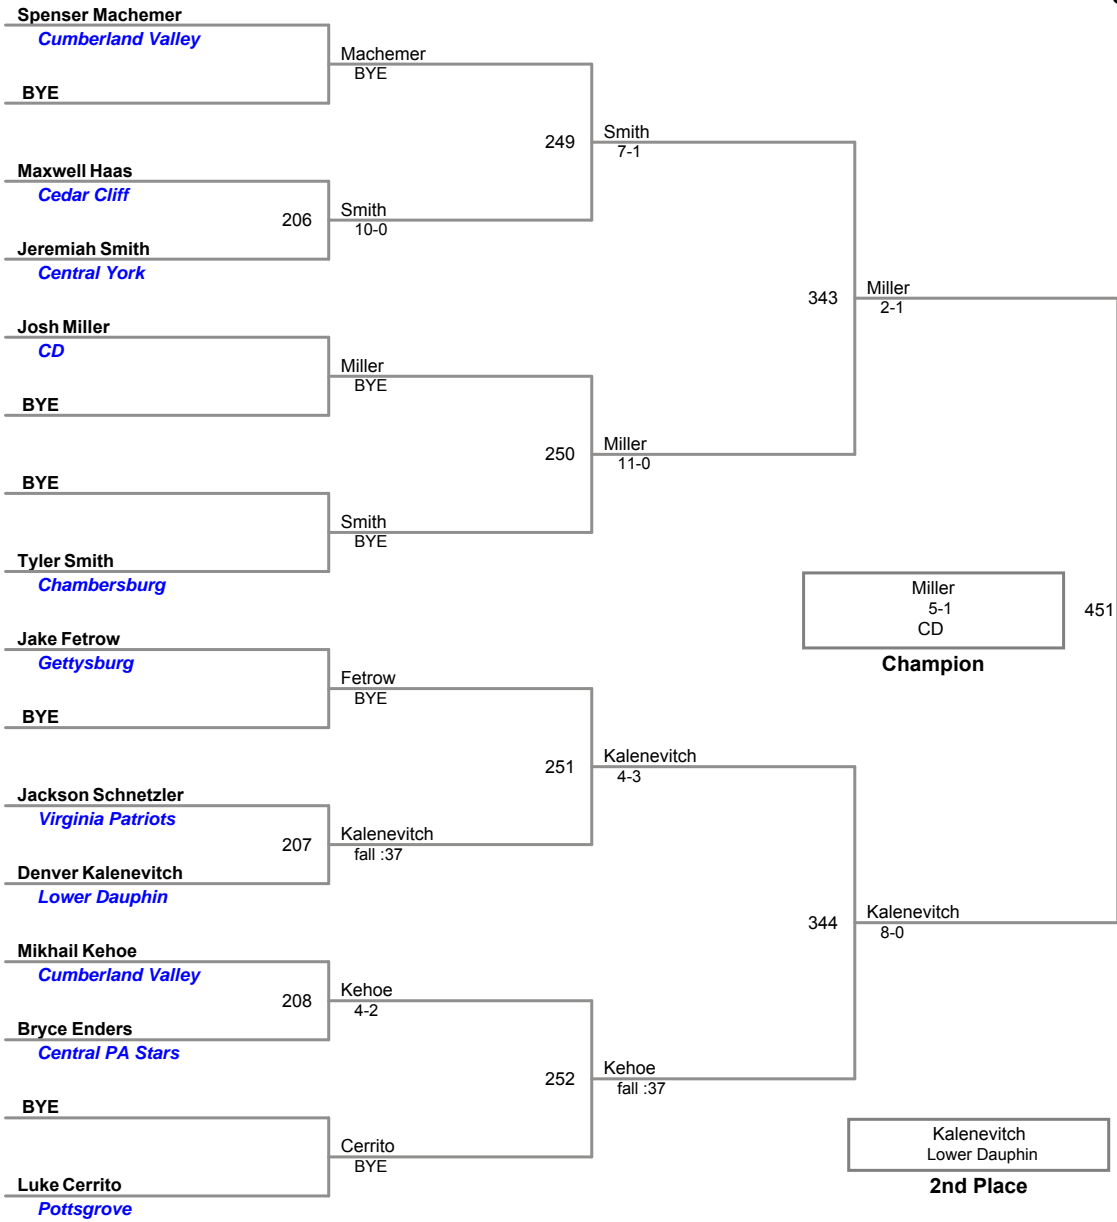 Spenser Machemer
Cumberland Valley
Machemer
BYE
BYE
249
Smith
7-1
Maxwell Haas
Cedar Cliff
206
Smith
10-0
Jeremiah Smith
Central York
343
Miller
2-1
Josh Miller
CD
Miller
BYE
BYE
250
Miller
11-0
BYE
Smith
BYE
Tyler Smith
Chambersburg
Miller
5-1
CD
Champion
451
Jake Fetrow
Gettysburg
Fetrow
BYE
BYE
251
Kalenevitch
4-3
Jackson Schnetzler
Virginia Patriots
207
Kalenevitch
fall :37
Denver Kalenevitch
Lower Dauphin
344
Kalenevitch
8-0
Mikhail Kehoe
Cumberland Valley
208
Kehoe
4-2
Bryce Enders
Central PA Stars
252
Kehoe
fall :37
BYE
Cerrito
BYE
Luke Cerrito
Pottsgrove
Kalenevitch
Lower Dauphin
2nd Place